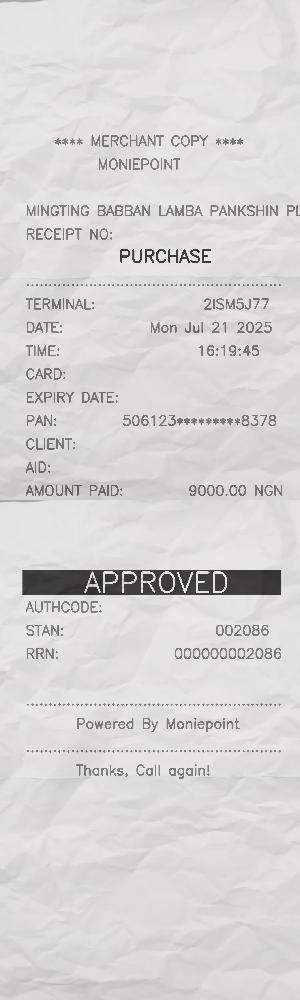 **** MERCHANT COPY ****
MONIEPOINT
MINGTING BABBAN LAMBA PANKSHIN PL
RECEIPT NO:
PURCHASE
TERMINAL: 2ISM5J77
DATE: Mon Jul 21 2025
TIME: 16:19:45
CARD:
EXPIRY DATE:
PAN: 506123*********8378
CLIENT:
AID:
AMOUNT PAID: 9000.00 NGN
APPROVED
AUTHCODE:
STAN: 002086
RRN: 000000002086
Powered By Moniepoint
Thanks, Call again!